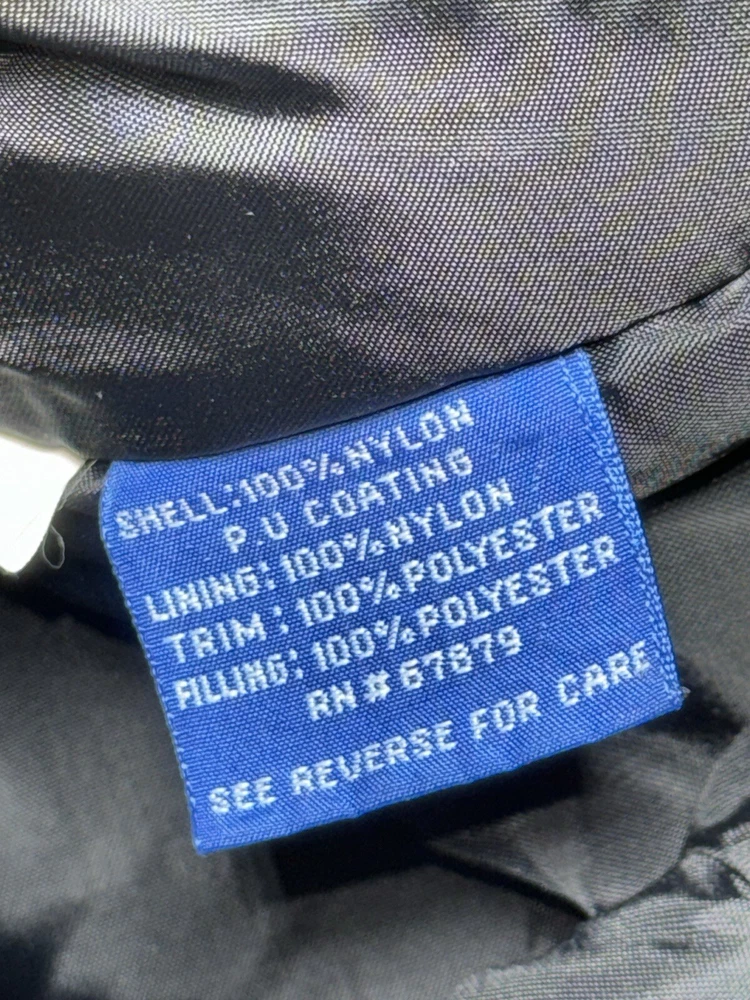 SHELL:100%NYLON
P.U COATING
LINING:100%NYLON
TRIM:100%POLYESTER
FILLING:100%POLYESTER
RN#67879
SEE REVERSE FOR CARE